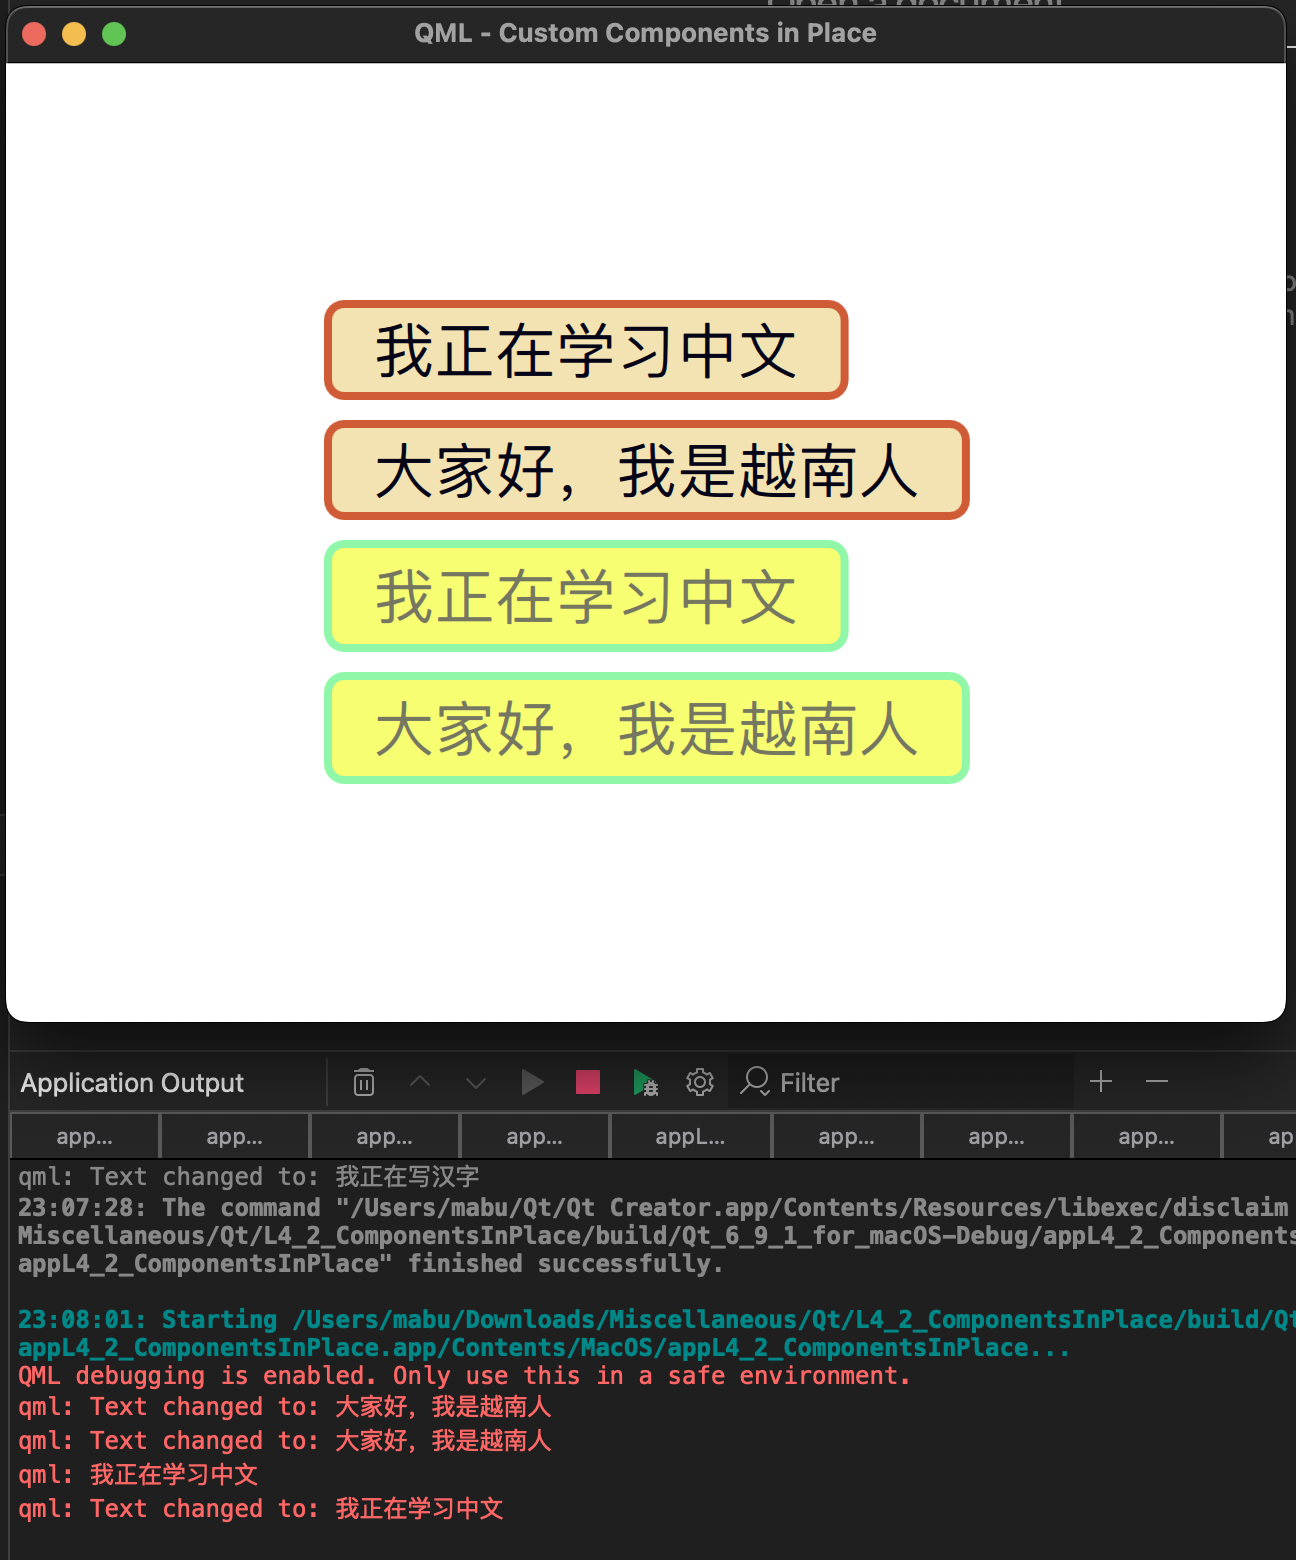 QML - Custom Components in Place
我正在学习中文
大家好，我是越南人
我正在学习中文
大家好，我是越南人
Application Output
Filter
app... app... app... app... appL... app... app... app... ap
qml: Text changed to: 我正在写汉字
23:07:28: The command "/Users/mabu/Qt/Qt Creator.app/Contents/Resources/libexec/disclaim
Miscellaneous/Qt/L4_2_ComponentsInPlace/build/Qt_6_9_1_for_macOS-Debug/appL4_2_Components
appL4_2_ComponentsInPlace" finished successfully.
23:08:01: Starting /Users/mabu/Downloads/Miscellaneous/Qt/L4_2_ComponentsInPlace/build/Qt
appL4_2_ComponentsInPlace.app/Contents/MacOS/appL4_2_ComponentsInPlace...
QML debugging is enabled. Only use this in a safe environment.
qml: Text changed to: 大家好，我是越南人
qml: Text changed to: 大家好，我是越南人
qml: 我正在学习中文
qml: Text changed to: 我正在学习中文